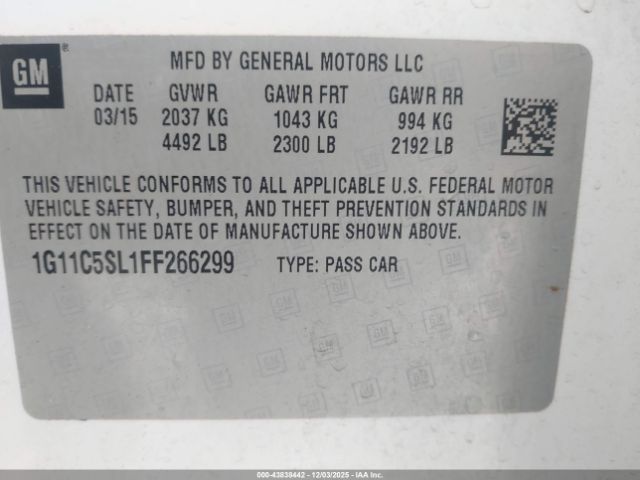 GM
MFD BY GENERAL MOTORS LLC
DATE GVWR GAWR FRT GAWR RR
03/15 2037 KG 1043 KG 994 KG
4492 LB 2300 LB 2192 LB
THIS VEHICLE CONFORMS TO ALL APPLICABLE U.S. FEDERAL MOTOR
VEHICLE SAFETY, BUMPER, AND THEFT PREVENTION STANDARDS IN
EFFECT ON THE DATE OF MANUFACTURE SHOWN ABOVE.
1G11C5SL1FF266299 TYPE: PASS CAR
000-43838442 - 12/03/2025 - IAAI.COM